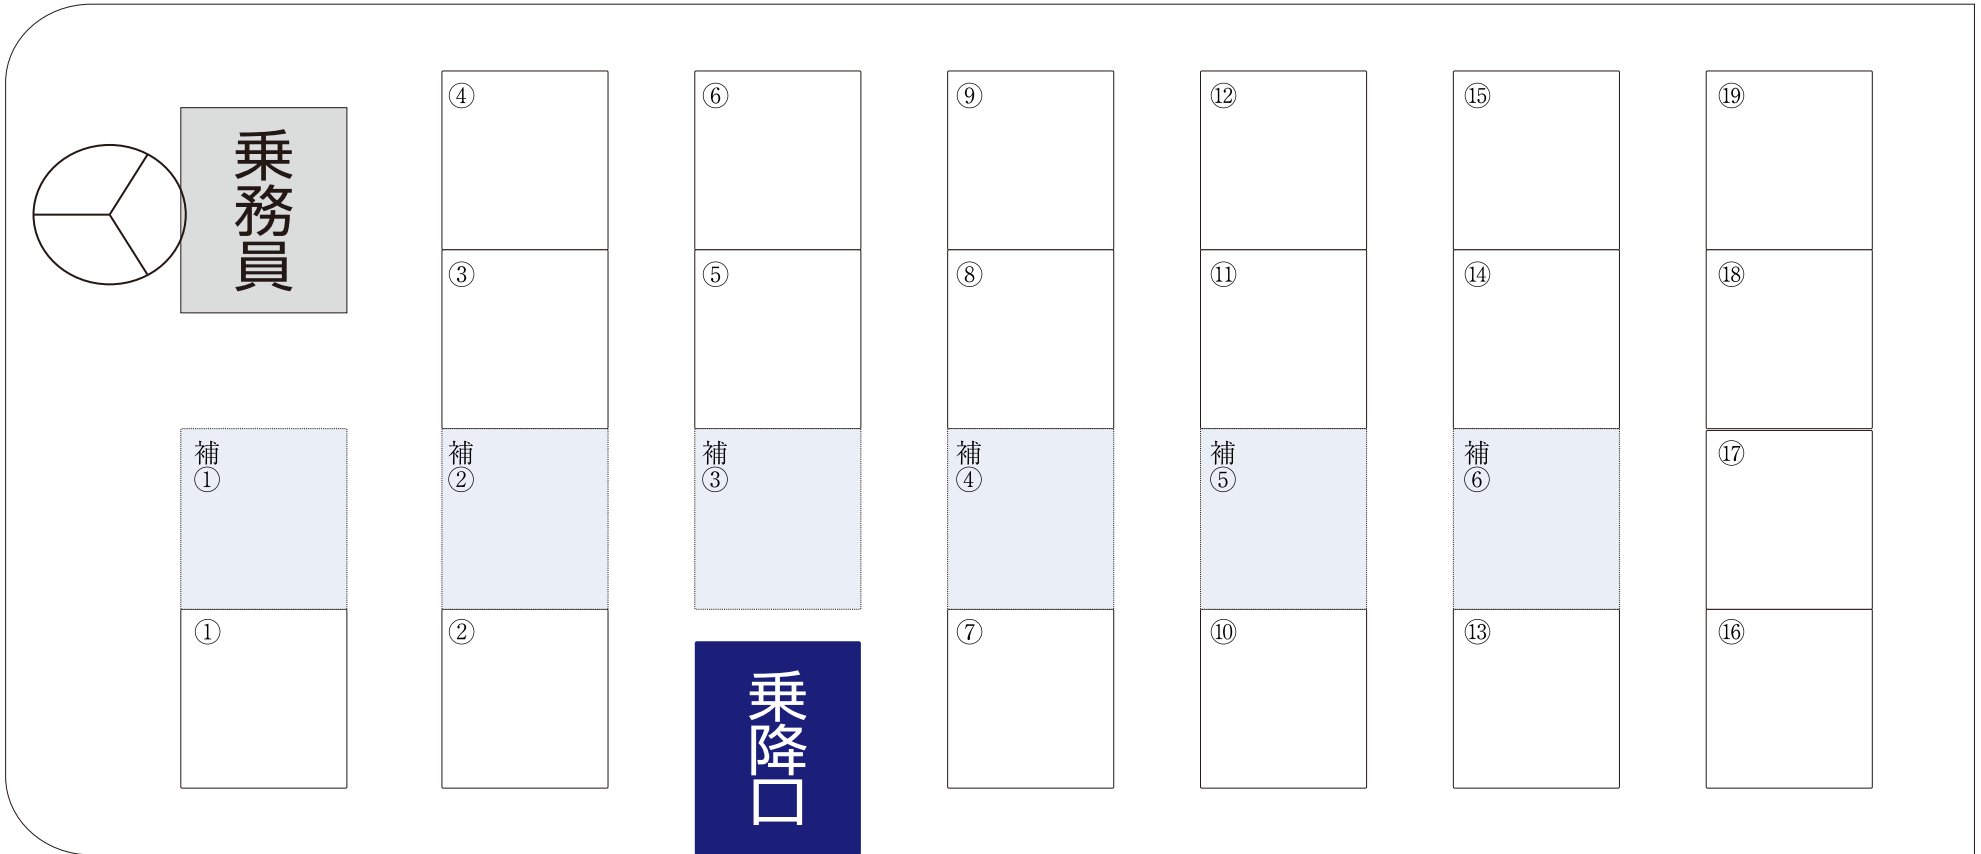 ④ ⑥ ⑨ ⑫ ⑮ ⑲
乗務員
③ ⑤ ⑧ ⑪ ⑭ ⑱
補① 補② 補③ 補④ 補⑤ 補⑥ ⑰
① ② ⑦ ⑩ ⑬ ⑯
乗降口